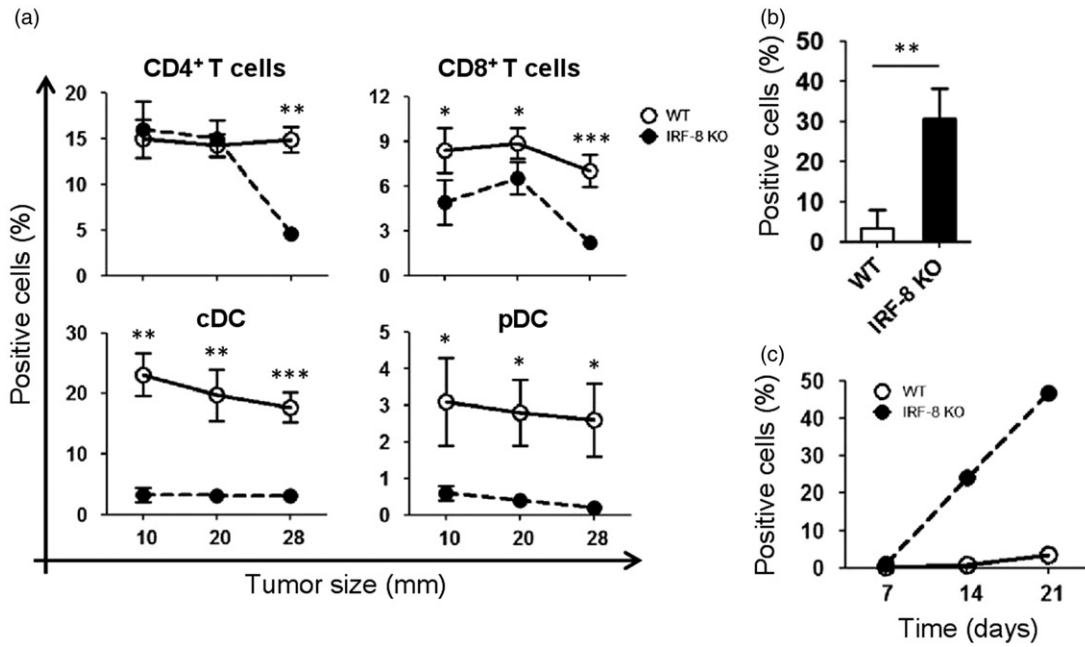 (a)
CD4+ T cells
CD8+ T cells
Positive cells (%)
20
15
10
5
0
**
12
9
6
3
0
*
*
***
WT
IRF-8 KO
cDC
pDC
30
20
10
0
**
**
***
10
20
28
6
5
4
3
2
1
0
*
*
*
10
20
28
Tumor size (mm)
(b)
Positive cells (%)
50
40
30
20
10
0
**
WT
IRF-8 KO
(c)
Positive cells (%)
50
40
30
20
10
0
WT
IRF-8 KO
7
14
21
Time (days)